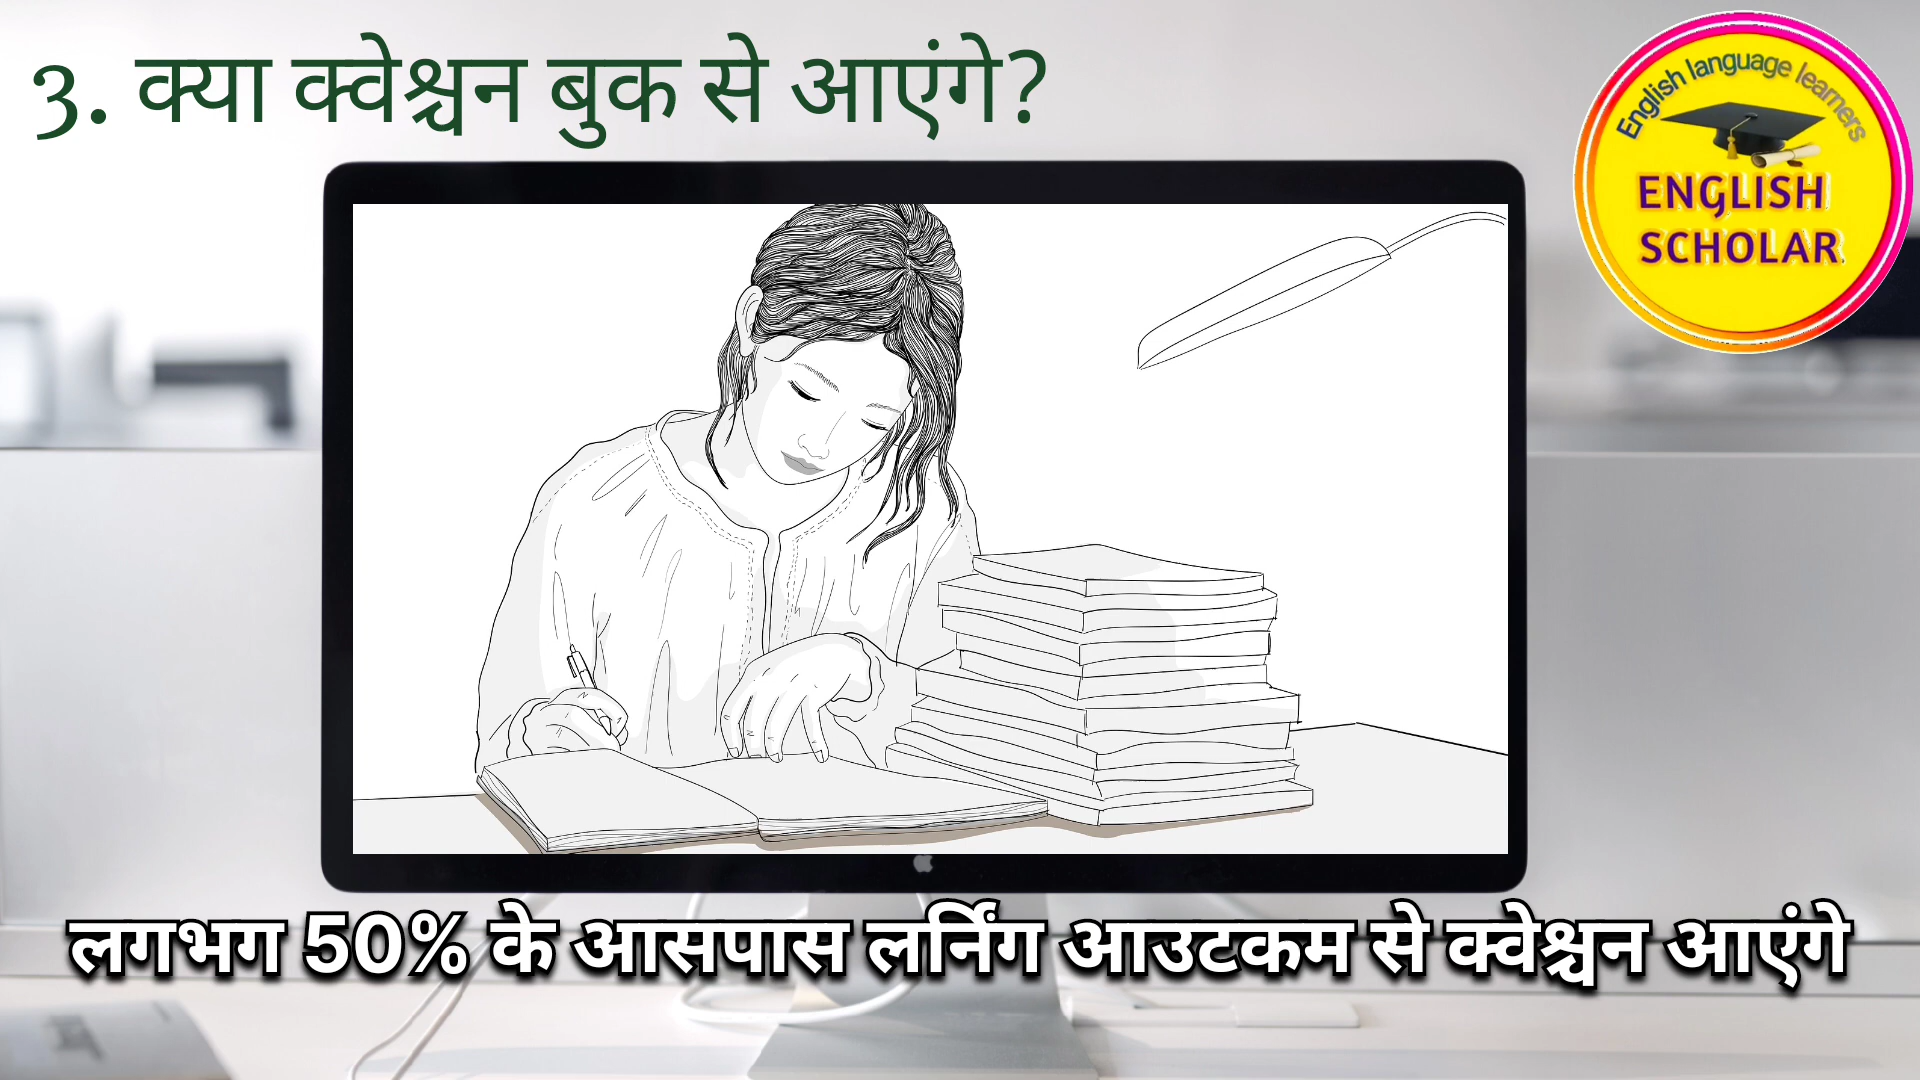 3. क्या क्वेश्चन बुक से आएंगे?
English language learners
ENGLISH
SCHOLAR
लगभग 50% के आसपास लर्निंग आउटकम से क्वेश्चन आएंगे